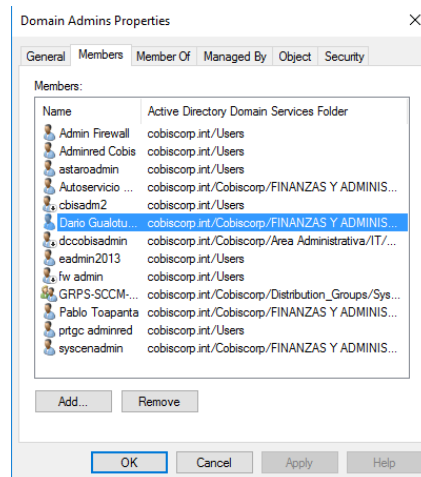 Domain Admins Properties
General Members Member Of Managed By Object Security
Members:
Name Active Directory Domain Services Folder
Admin Firewall cobiscorp.int/Users
Adminred Cobis cobiscorp.int/Users
astaroadmin cobiscorp.int/Users
Autoservicio ... cobiscorp.int/Cobiscorp/FINANZAS Y ADMINIS...
cbisadm2 cobiscorp.int/Users
Dario Gualotu... cobiscorp.int/Cobiscorp/FINANZAS Y ADMINIS...
dccobisadmin cobiscorp.int/Cobiscorp/Area Administrativa/IT/...
eadmin2013 cobiscorp.int/Users
fw admin cobiscorp.int/Users
GRPS-SCCM-... cobiscorp.int/Cobiscorp/Distribution_Groups/Sys...
Pablo Toapanta cobiscorp.int/Cobiscorp/FINANZAS Y ADMINIS...
prtgc adminred cobiscorp.int/Users
syscenadmin cobiscorp.int/Cobiscorp/FINANZAS Y ADMINIS...
Add... Remove
OK Cancel Apply Help